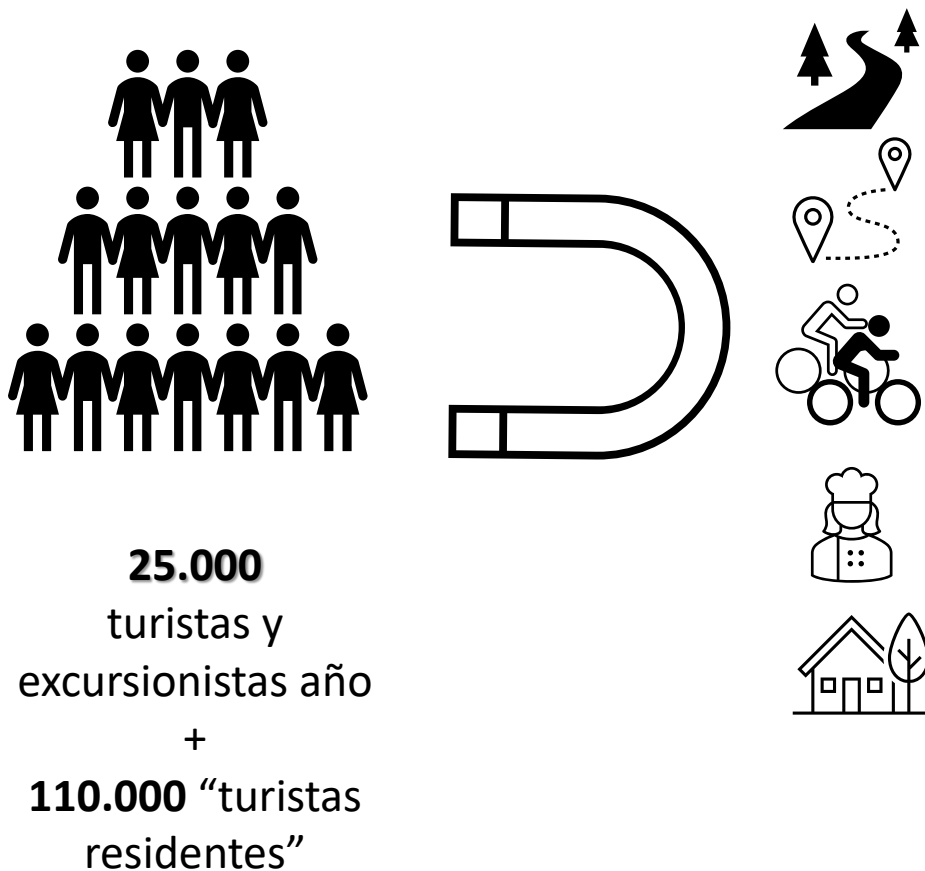 25.000
turistas y
excursionistas año
+
110.000 “turistas
residentes”